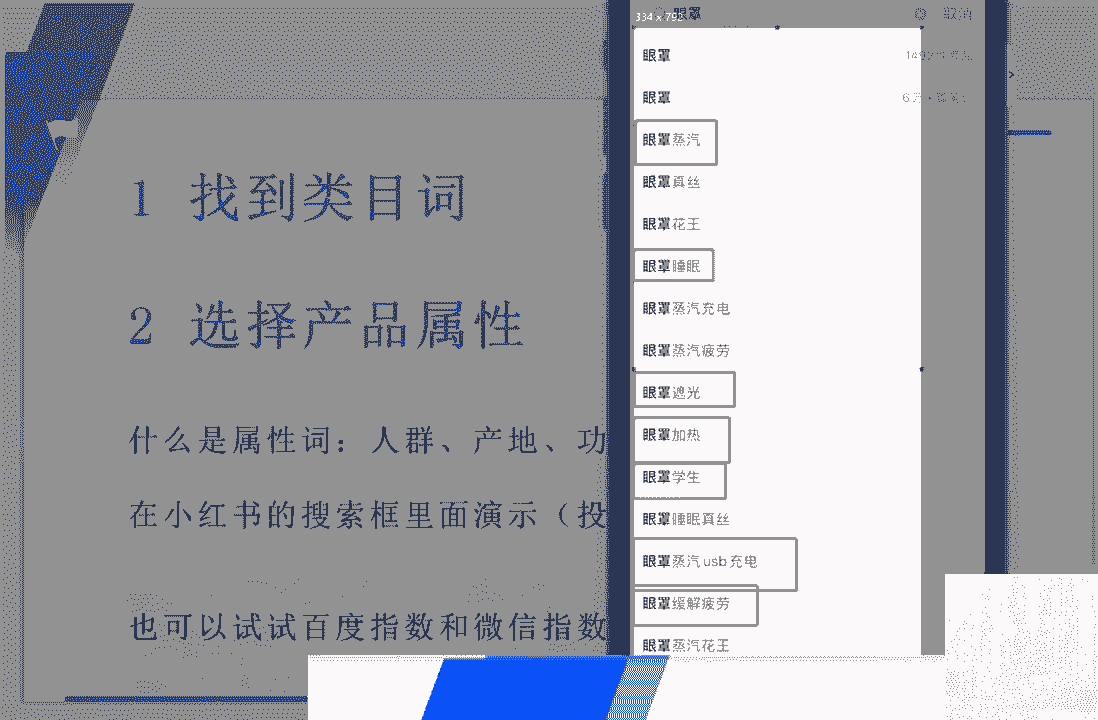 1 找到类目词
2 选择产品属性
什么是属性词：人群、产地、功
在小红书的搜索框里面演示（投
也可以试试百度指数和微信指数
334 x 792
眼罩
取消
眼罩
眼罩
眼罩蒸汽
眼罩真丝
眼罩花王
眼罩睡眠
眼罩蒸汽充电
眼罩蒸汽疲劳
眼罩遮光
眼罩加热
眼罩学生
眼罩睡眠真丝
眼罩蒸汽usb充电
眼罩缓解疲劳
眼罩蒸汽花王